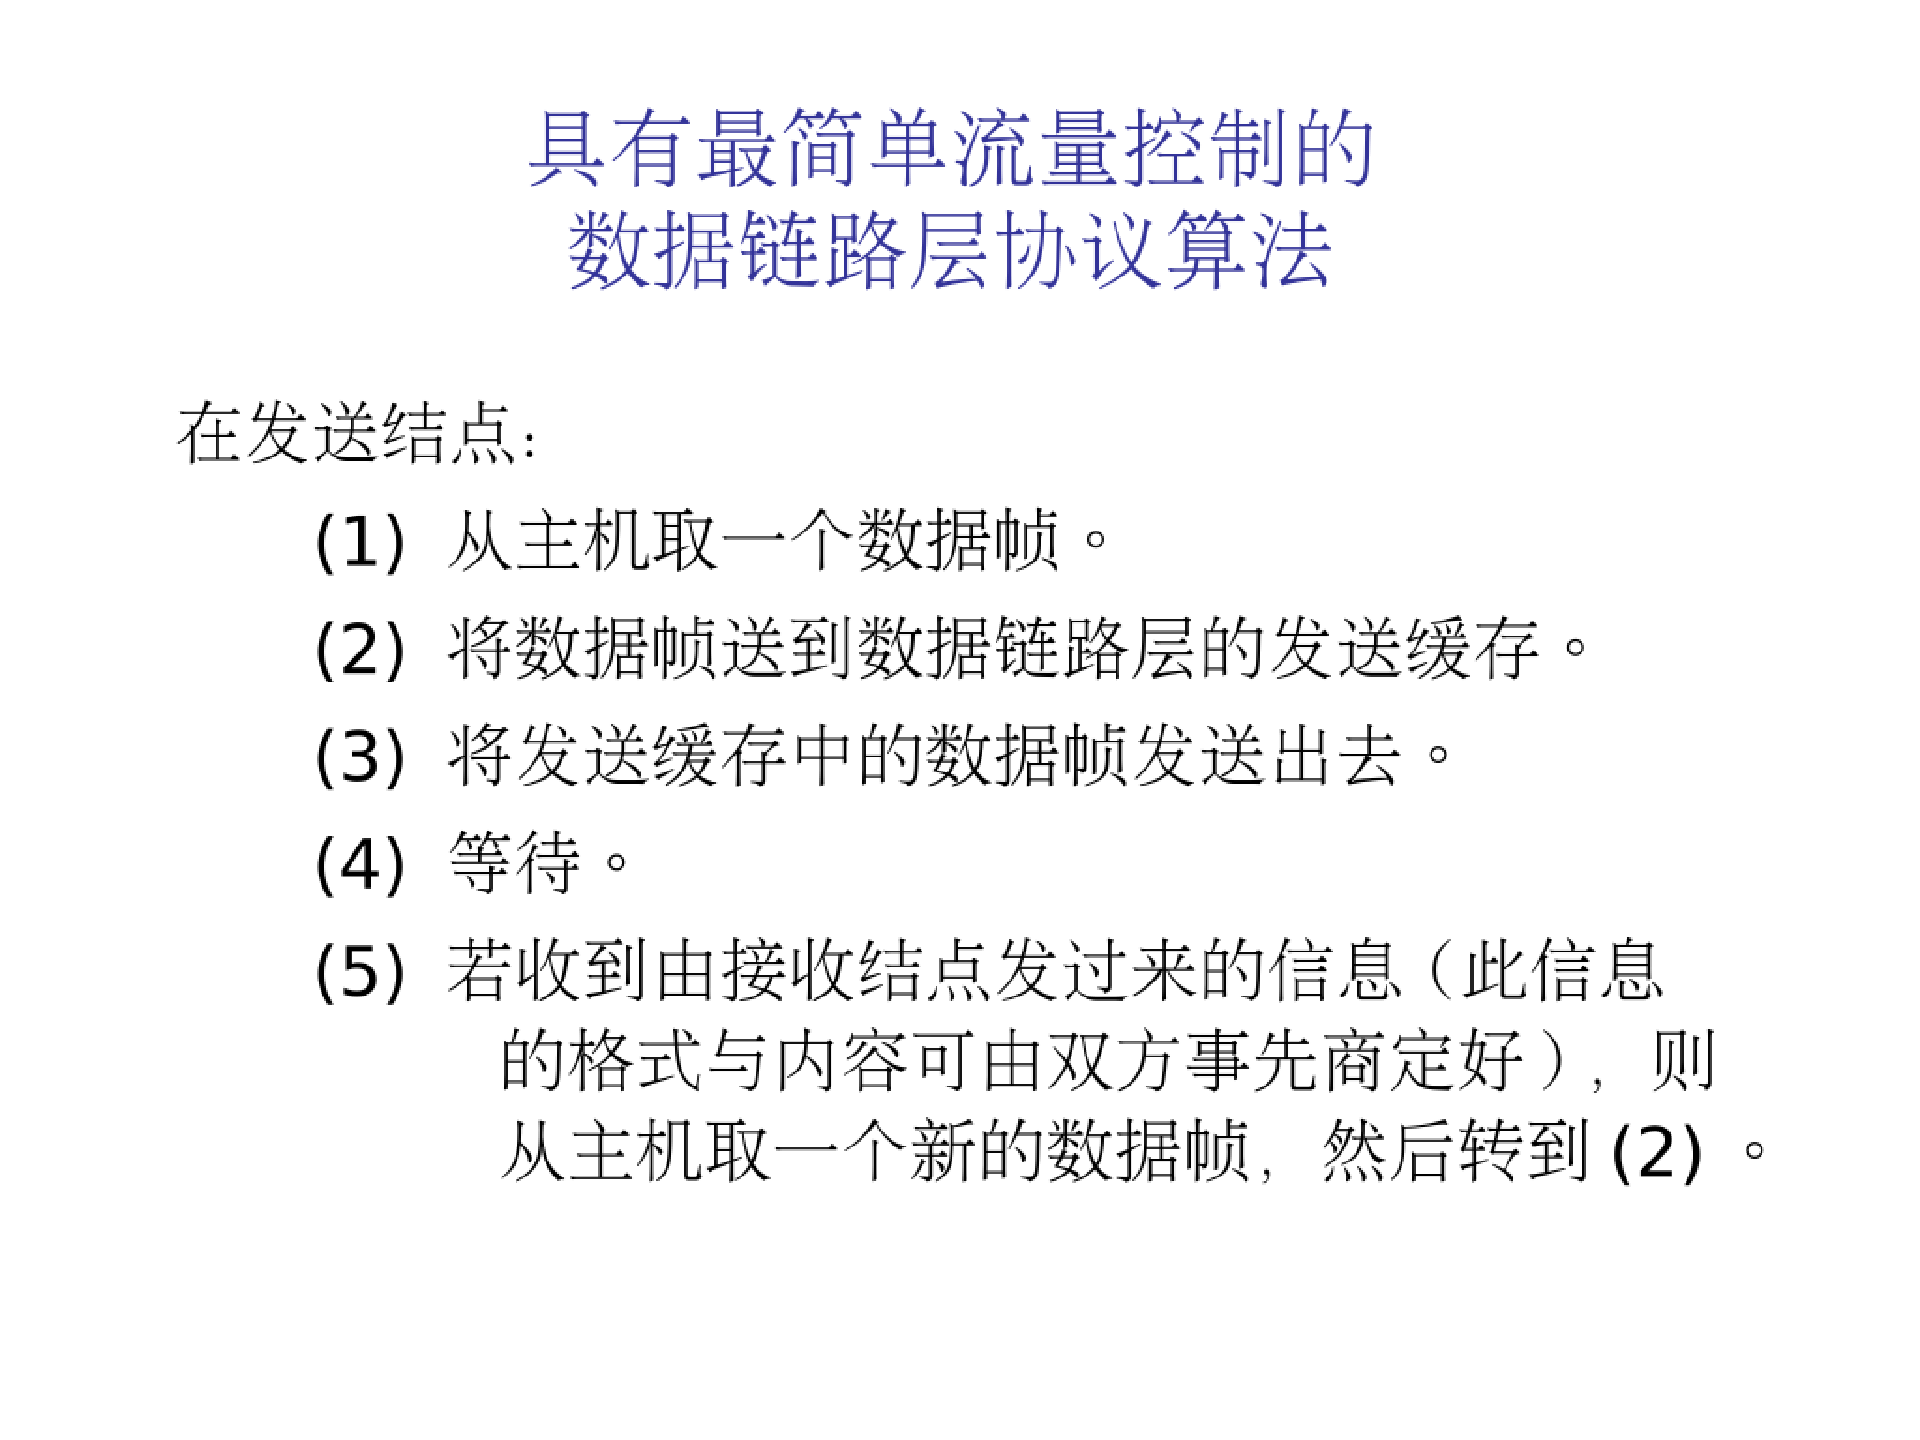 具有最简单流量控制的
数据链路层协议算法
在发送结点：
(1) 从主机取一个数据帧。
(2) 将数据帧送到数据链路层的发送缓存。
(3) 将发送缓存中的数据帧发送出去。
(4) 等待。
(5) 若收到由接收结点发过来的信息（此信息
的格式与内容可由双方事先商定好），则
从主机取一个新的数据帧，然后转到 (2) 。